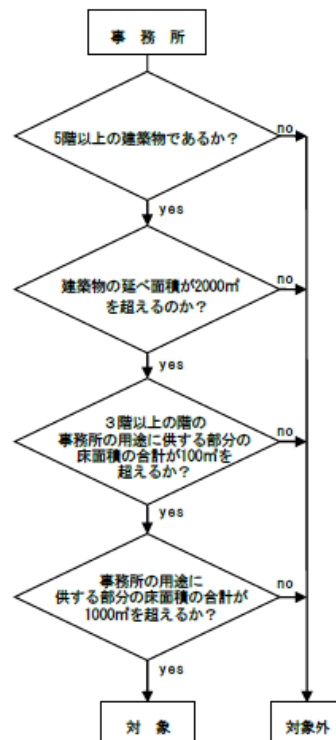 事　務　所
5階以上の建築物であるか？
no
yes
建築物の延べ面積が2000㎡
を超えるのか？
no
yes
３階以上の階の
事務所の用途に供する部分の
床面積の合計が100㎡を
超えるか？
no
yes
事務所の用途に
供する部分の床面積の合計が
1000㎡を超えるか？
no
yes
対　象
対象外